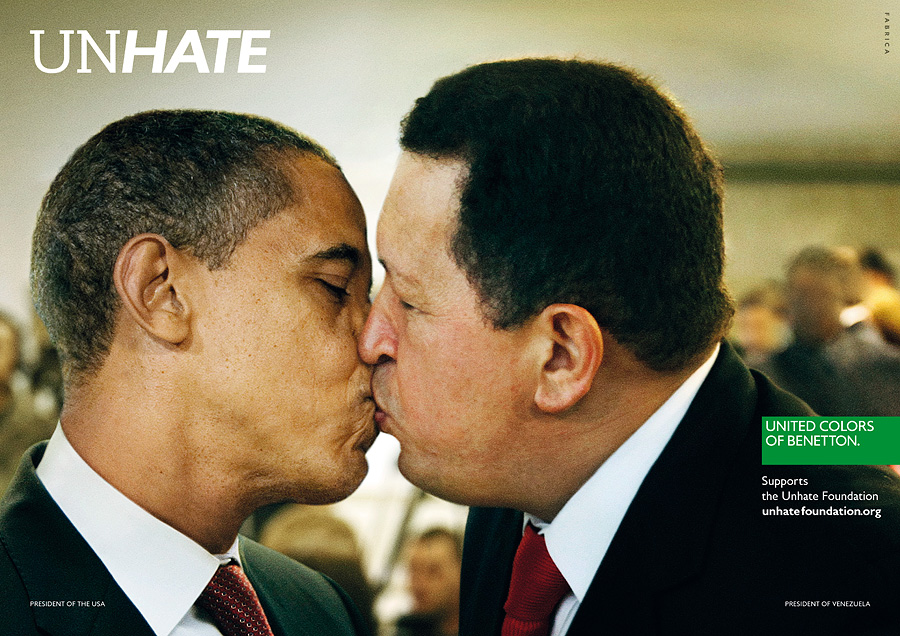 UNHATE
FABRICA
UNITED COLORS
OF BENETTON.
Supports
the Unhate Foundation
unhatefoundation.org
PRESIDENT OF THE USA
PRESIDENT OF VENEZUELA